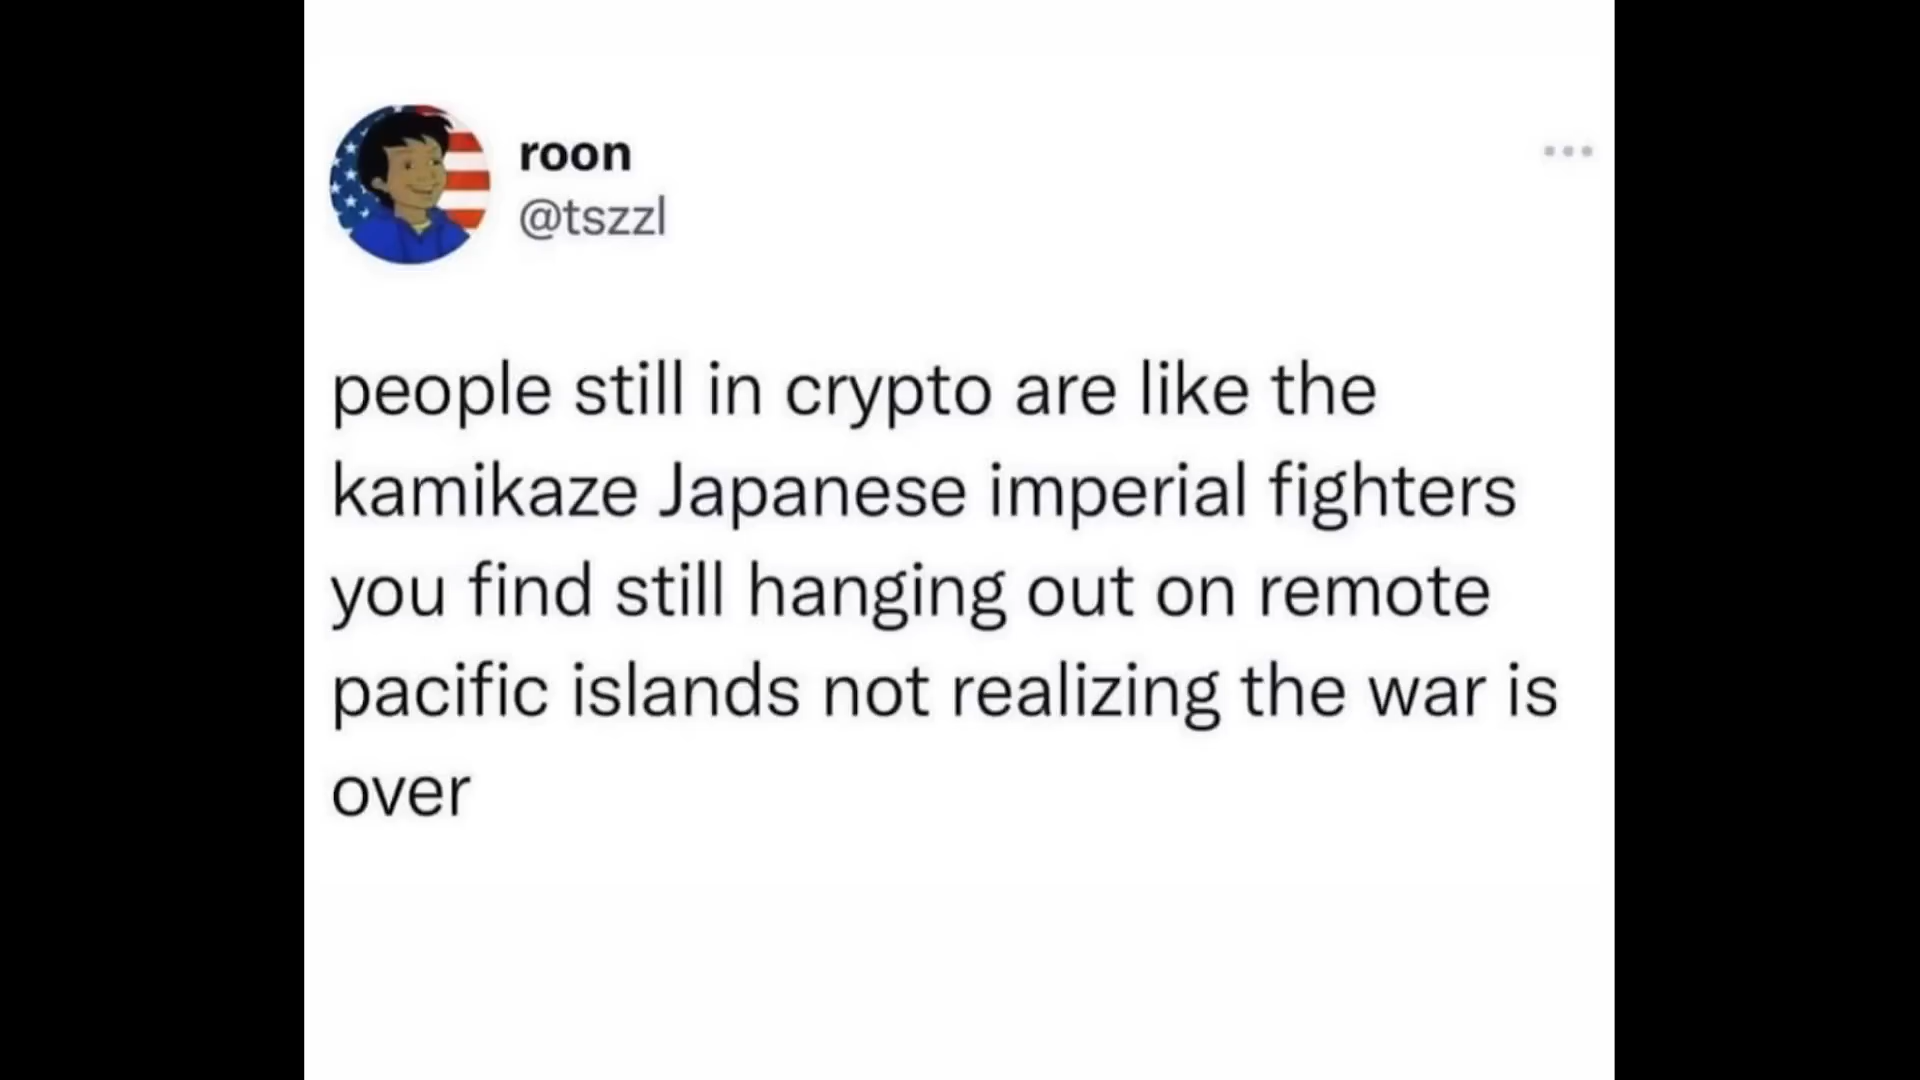 roon
@tszzl
people still in crypto are like the
kamikaze Japanese imperial fighters
you find still hanging out on remote
pacific islands not realizing the war is
over